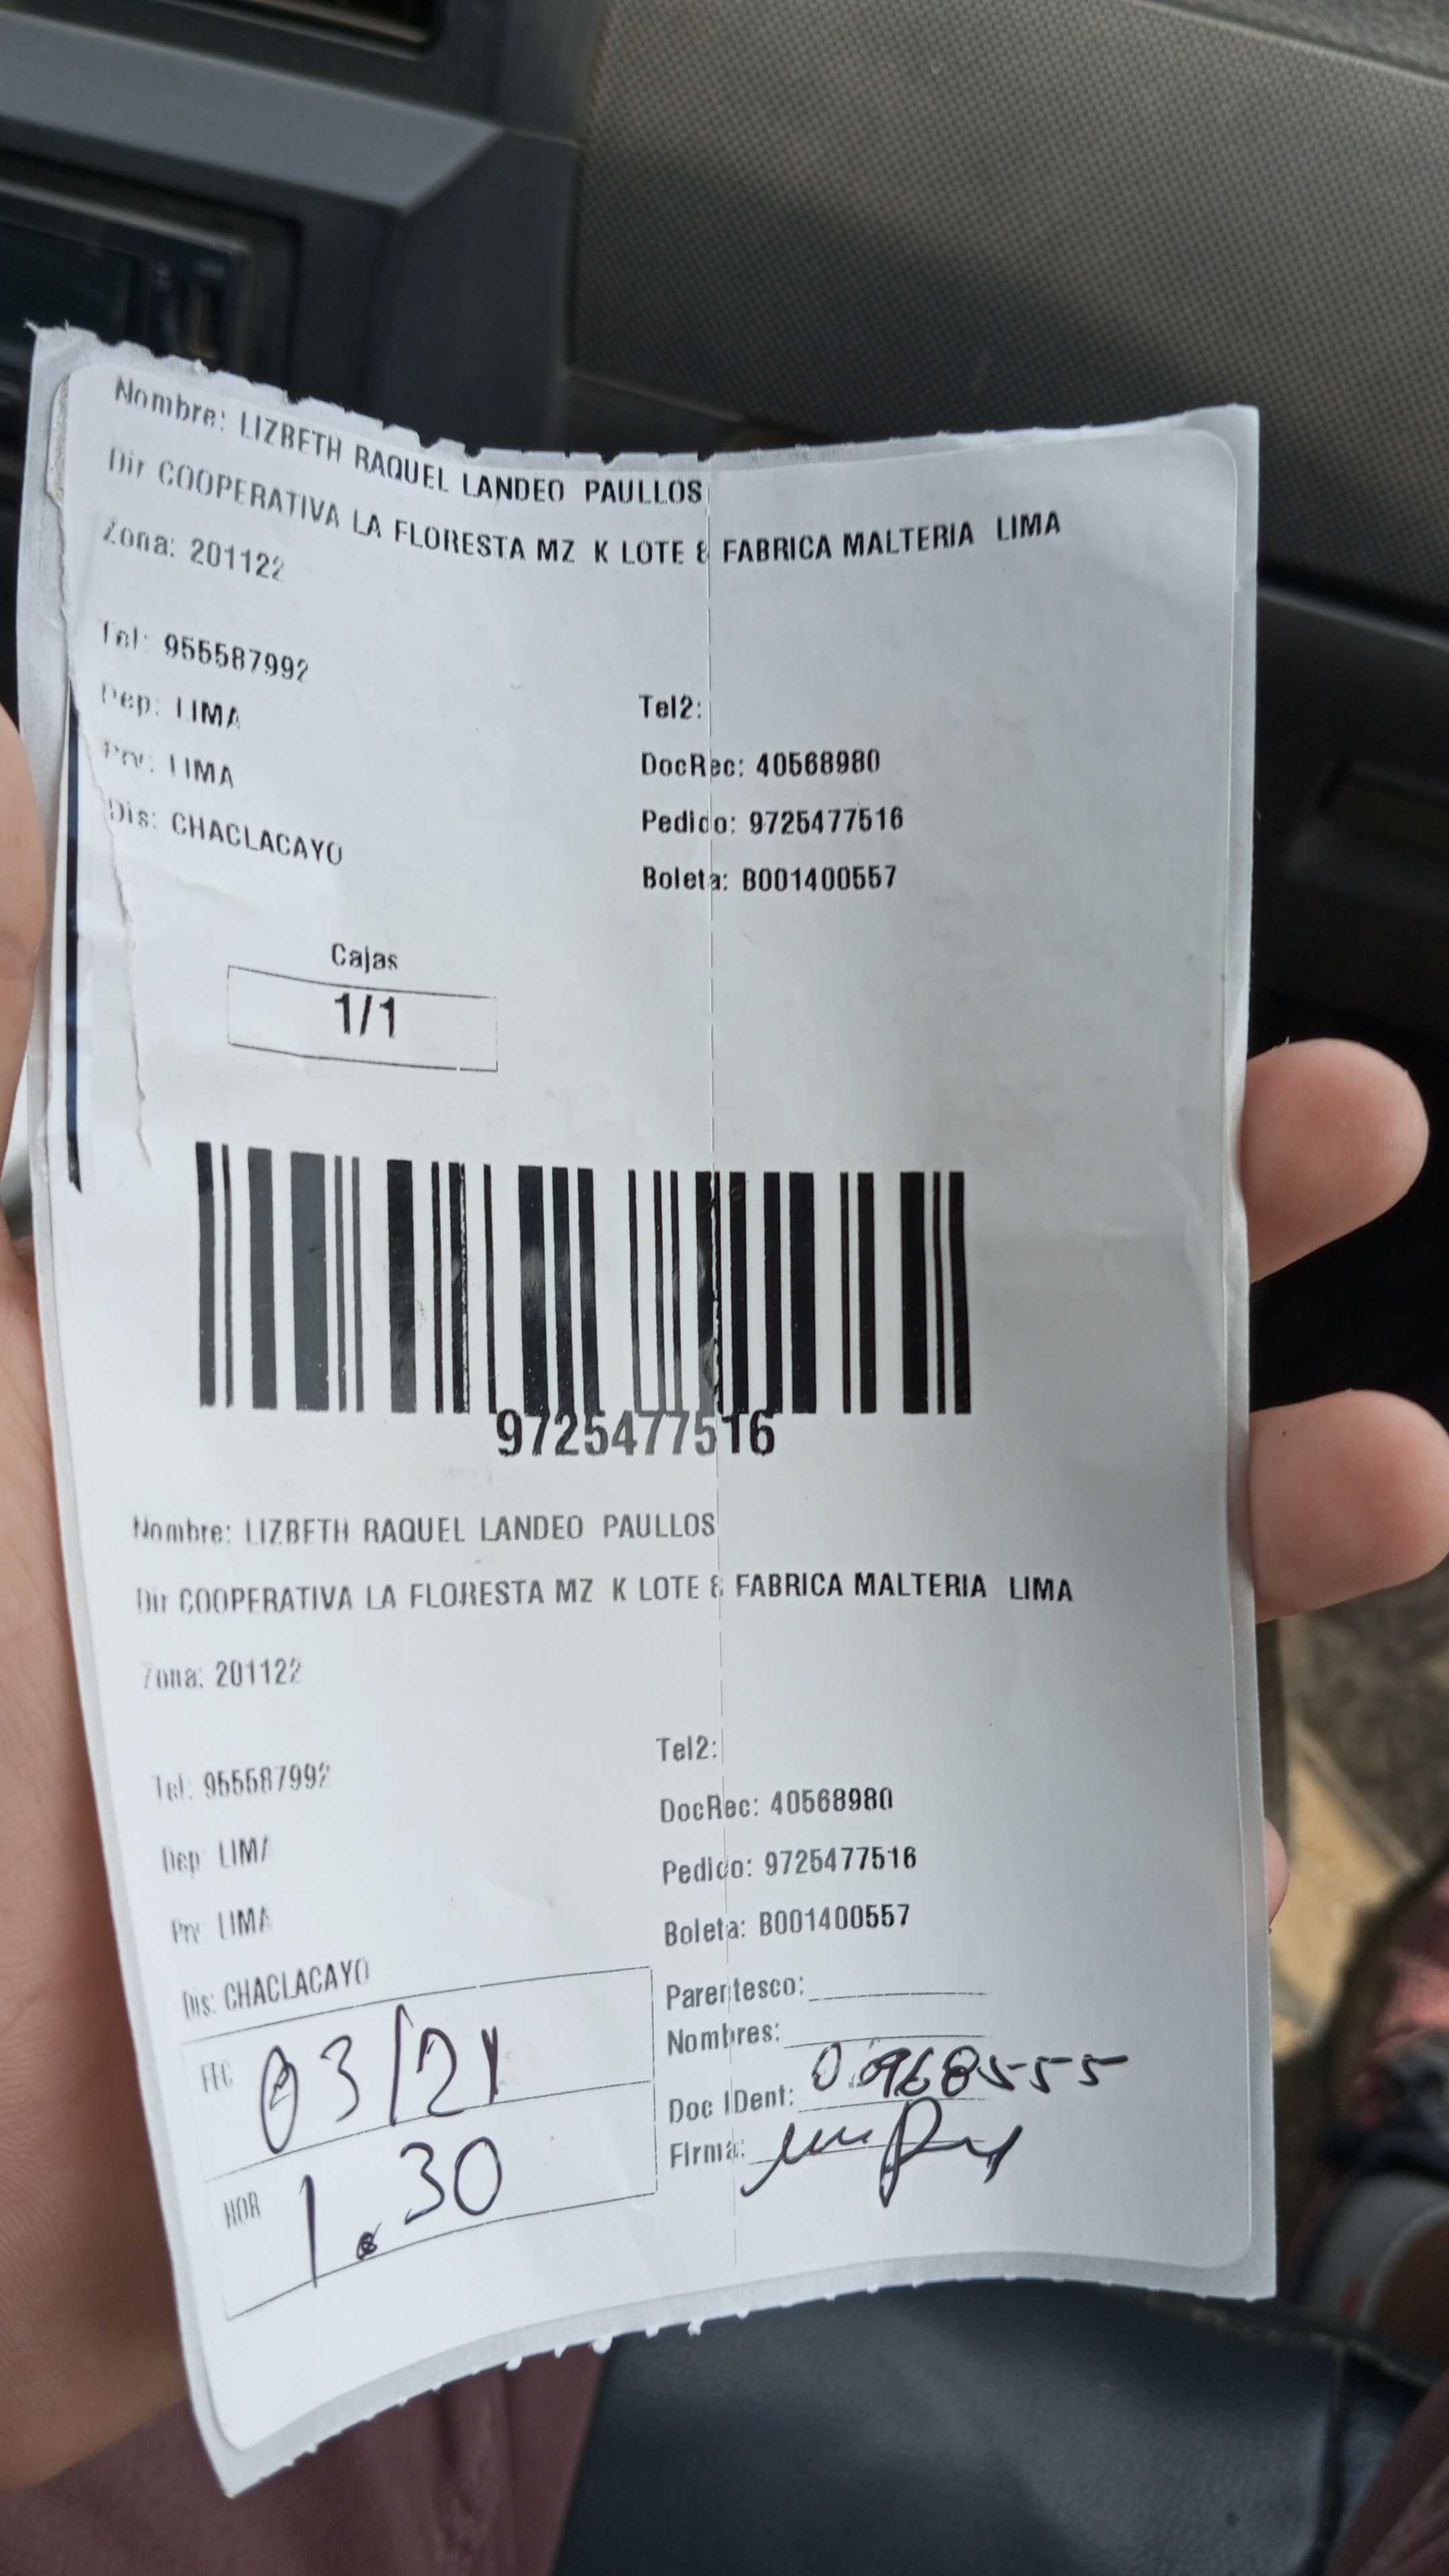 Nombre: LIZBETH RAQUEL LANDEO PAULLOS
Dir COOPERATIVA LA FLORESTA MZ K LOTE 8 FABRICA MALTERIA LIMA
Zona: 201122
Tel: 955587992
Tel2:
Dep: LIMA
DocRec: 40568980
Prv: LIMA
Pedido: 9725477516
Dis: CHACLACAYO
Boleta: B001400557
Cajas
1/1
9725477516
Nombre: LIZBETH RAQUEL LANDEO PAULLOS
Dir COOPERATIVA LA FLORESTA MZ K LOTE 8 FABRICA MALTERIA LIMA
Zona: 201122
Tel2:
Tel: 955587992
DocRec: 40568980
Dep LIMA
Pedido: 9725477516
Prv LIMA
Boleta: B001400557
Dis: CHACLACAYO
Parentesco:
Nombres:
FEC 03/21
Doc IDent:
Firma:
HOR 1.30